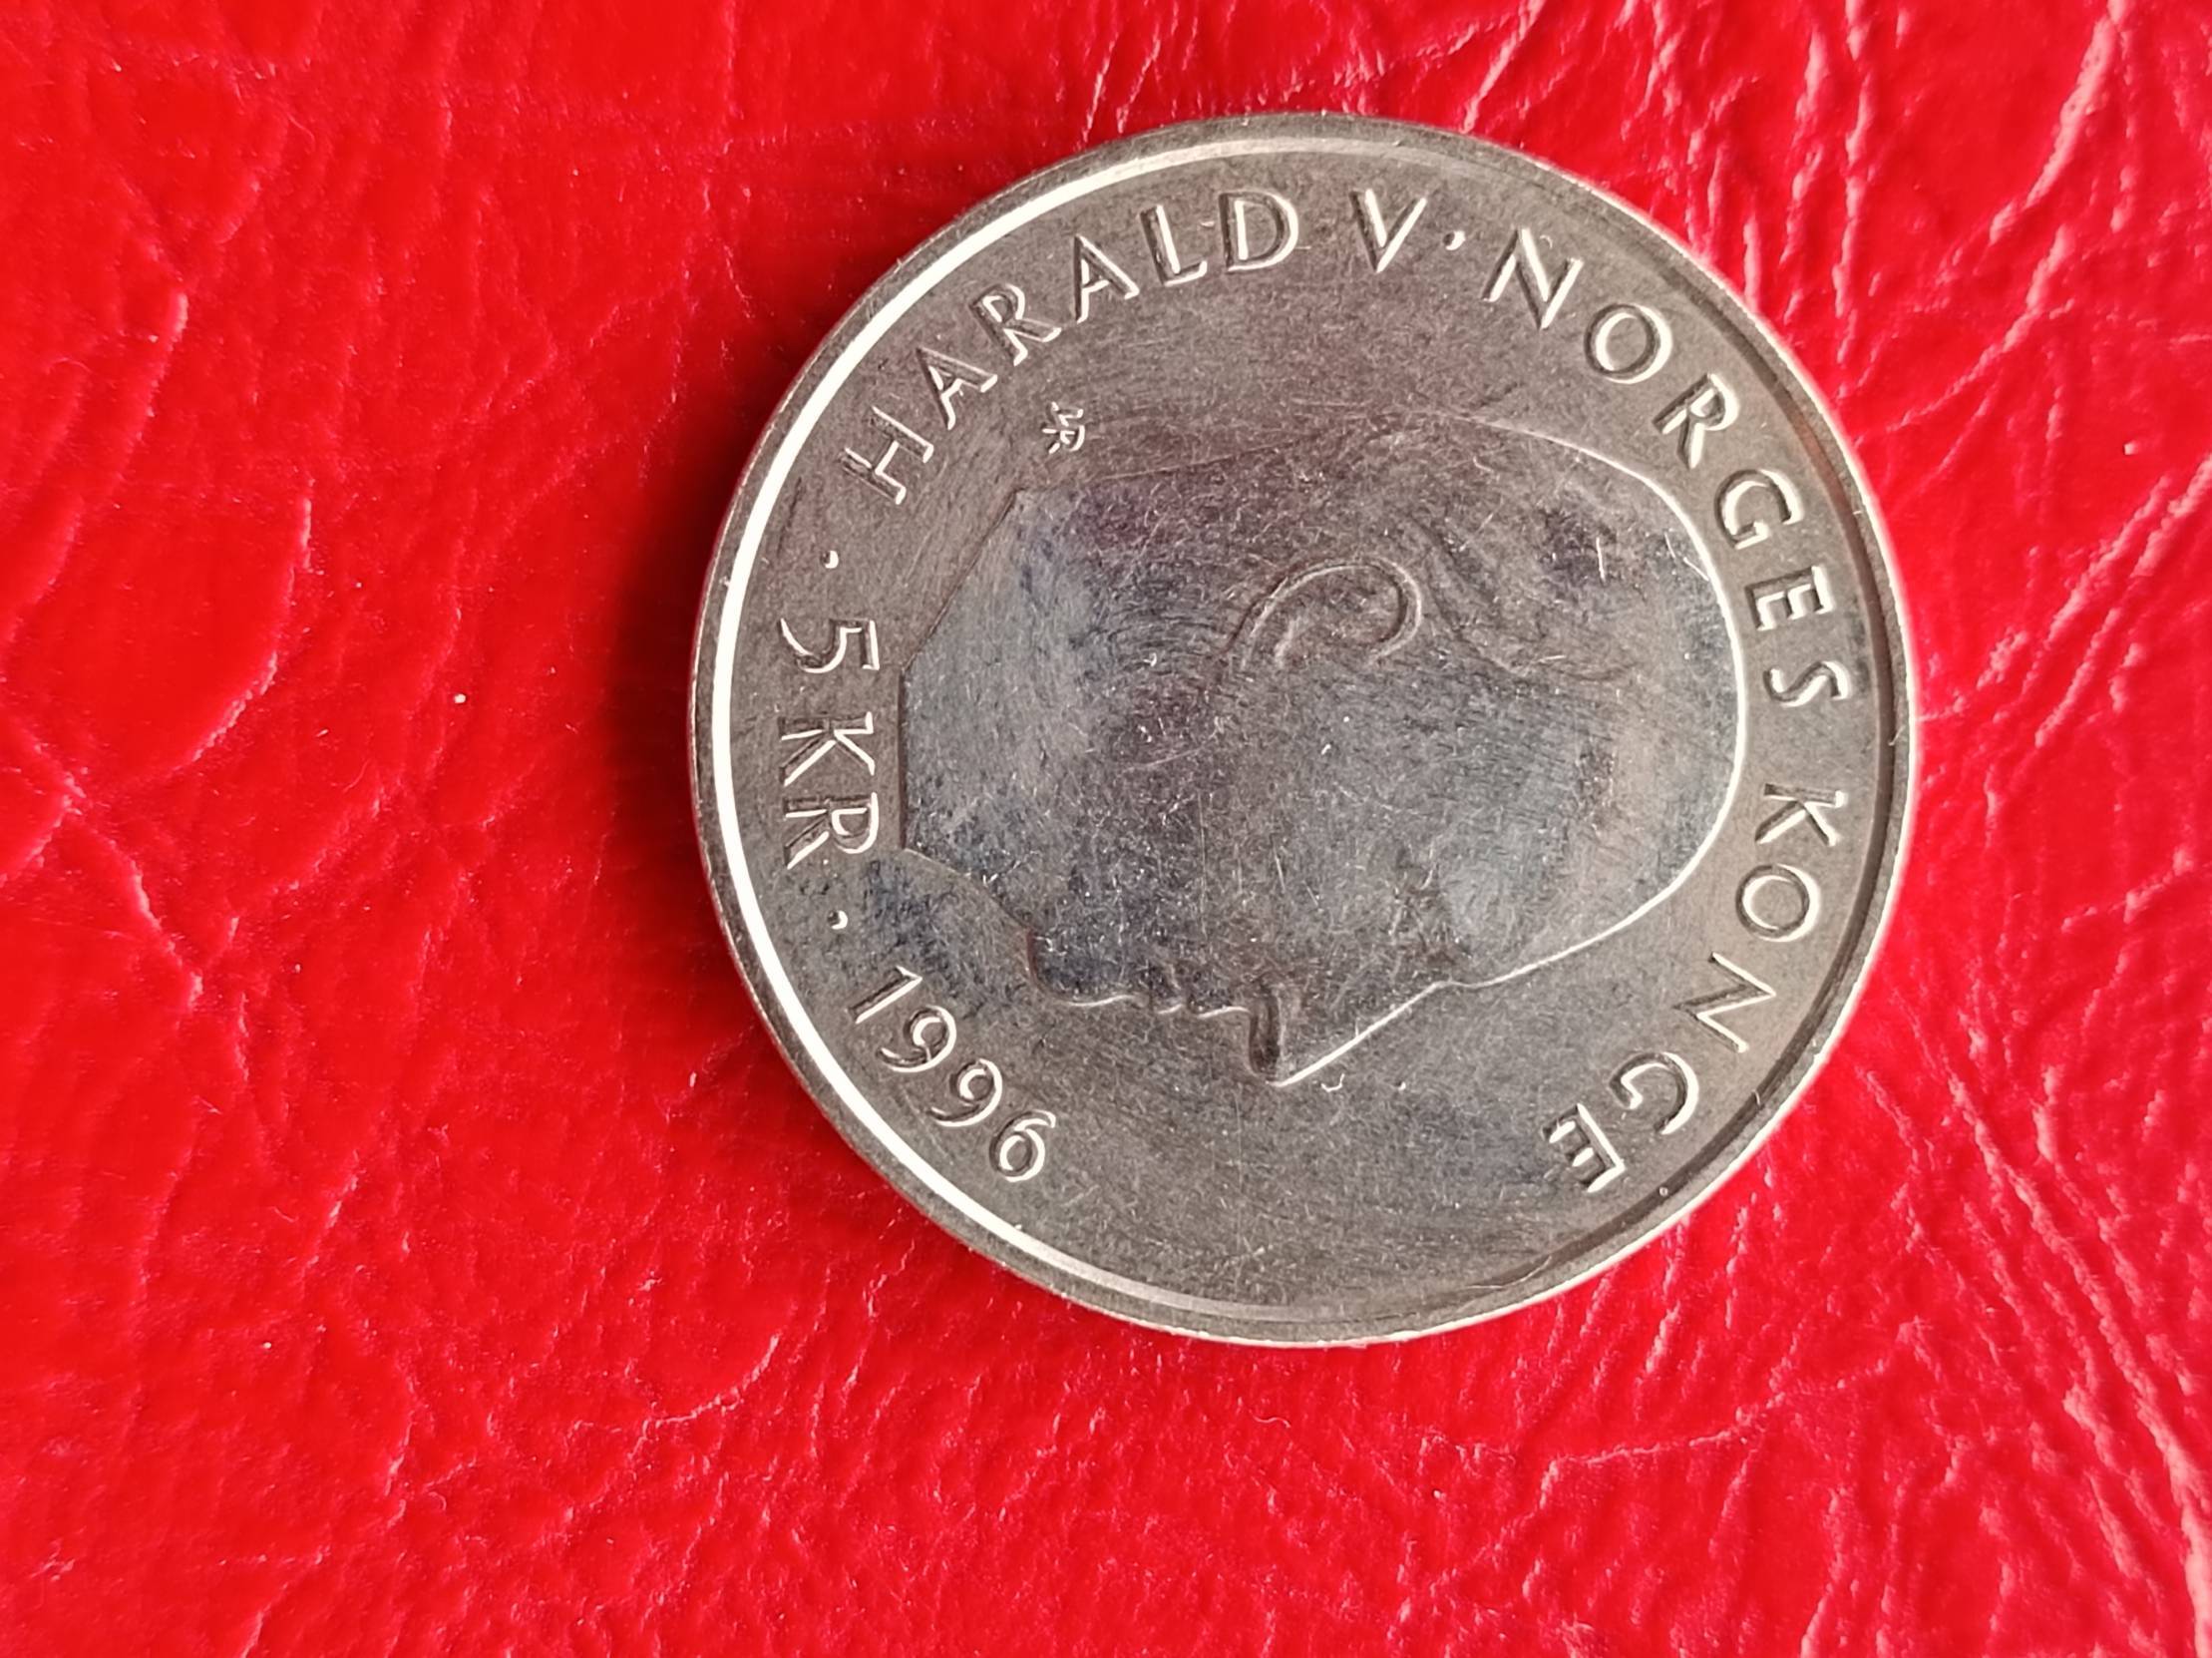 · HARALD V · NORGES KONGE
5 KR · 1996